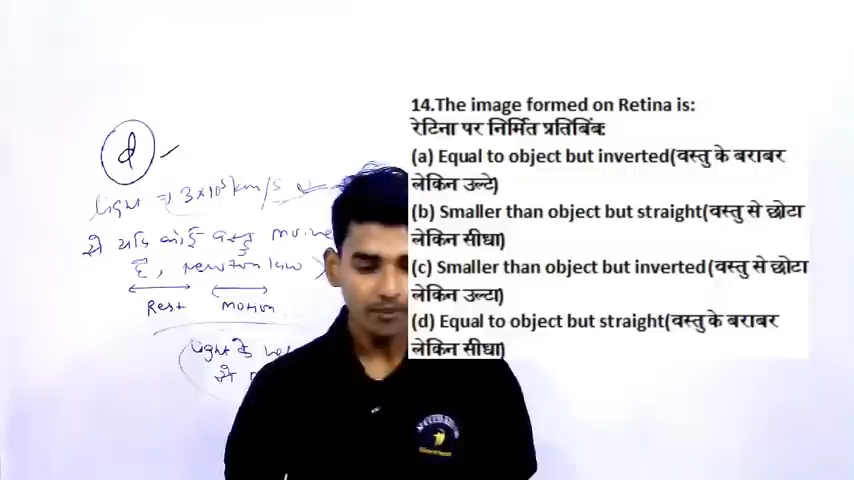 d
light ⇒ 3×10⁵ km/s
से यदि कोई वस्तु
है, newton law
Rest motion
light के
से
14.The image formed on Retina is:
रेटिना पर निर्मित प्रतिबिंब:
(a) Equal to object but inverted(वस्तु के बराबर
लेकिन उल्टे)
(b) Smaller than object but straight(वस्तु से छोटा
लेकिन सीधा)
(c) Smaller than object but inverted(वस्तु से छोटा
लेकिन उल्टा)
(d) Equal to object but straight(वस्तु के बराबर
लेकिन सीधा)